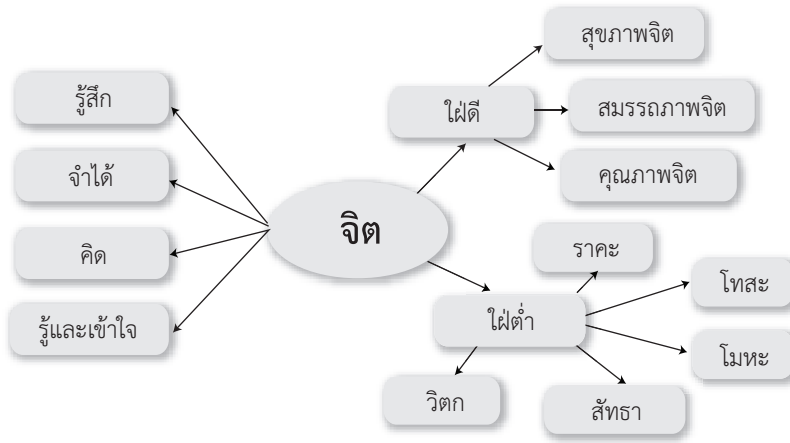 สุขภาพจิต
รู้สึก
ใฝ่ดี
สมรรถภาพจิต
จำได้
คุณภาพจิต
จิต
คิด
ราคะ
โทสะ
รู้และเข้าใจ
ใฝ่ต่ำ
โมหะ
วิตก
สัทธา